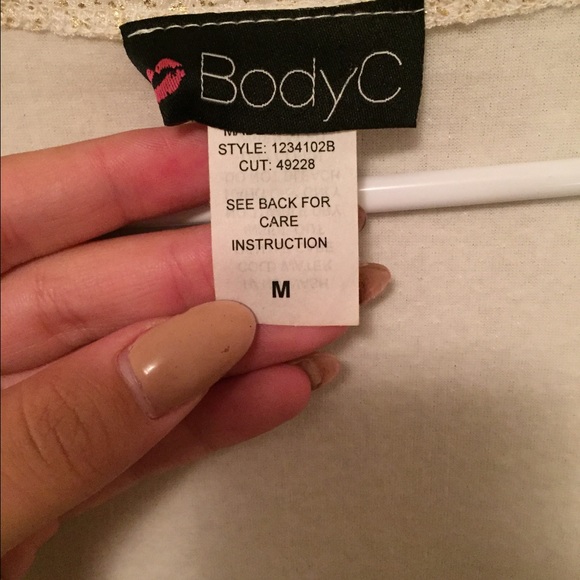 BodyC
STYLE: 1234102B
CUT: 49228
SEE BACK FOR
CARE
INSTRUCTION
M